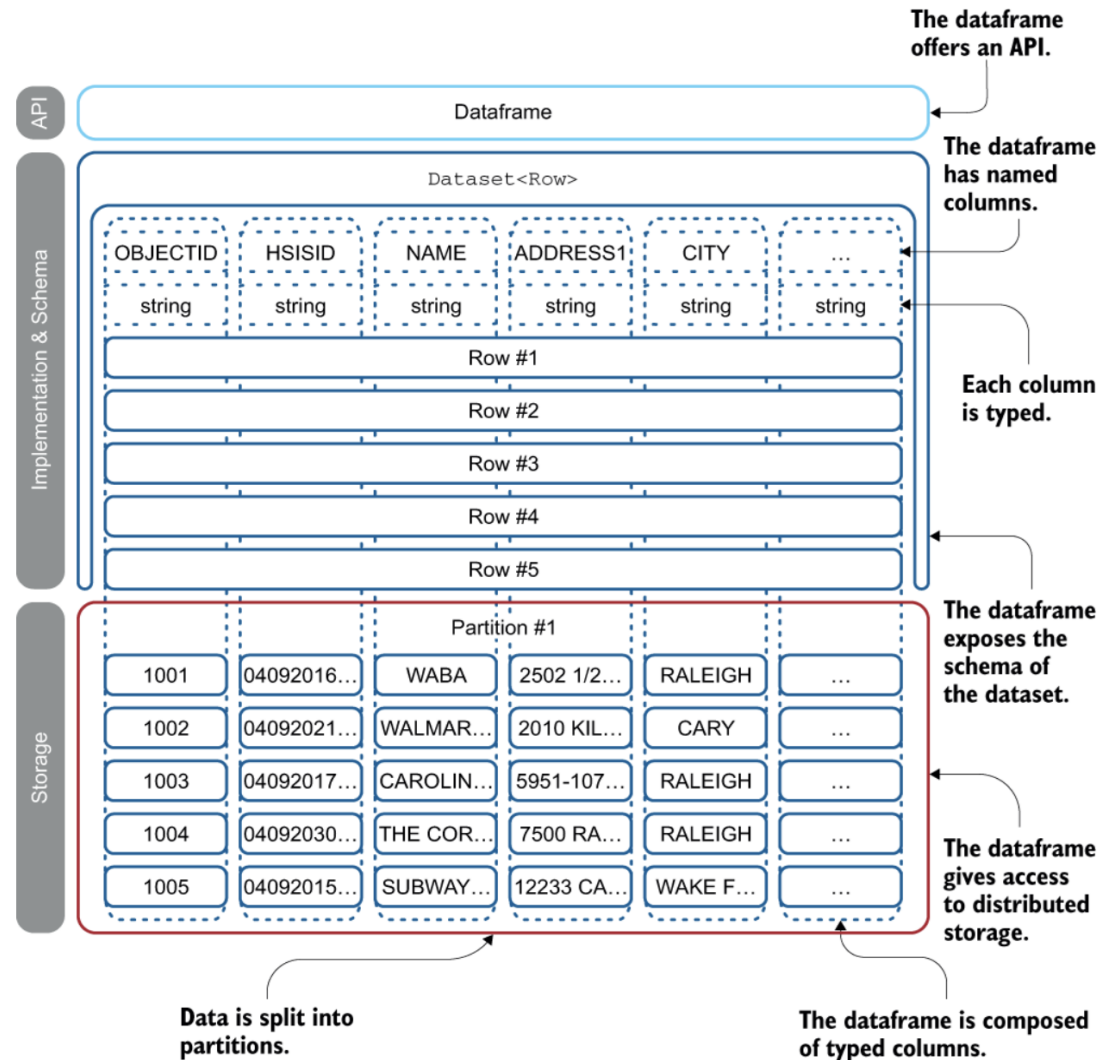 The dataframe
offers an API.
API
Dataframe
The dataframe
has named
columns.
Implementation & Schema
Dataset<Row>
OBJECTID HSISID NAME ADDRESS1 CITY ...
string string string string string string
Row #1
Each column
is typed.
Row #2
Row #3
Row #4
Row #5
The dataframe
exposes the
schema of
the dataset.
Storage
Partition #1
1001 04092016... WABA 2502 1/2... RALEIGH ...
1002 04092021... WALMAR... 2010 KIL... CARY ...
1003 04092017... CAROLIN... 5951-107... RALEIGH ...
1004 04092030... THE COR... 7500 RA... RALEIGH ...
1005 04092015... SUBWAY... 12233 CA... WAKE F... ...
The dataframe
gives access
to distributed
storage.
Data is split into
partitions.
The dataframe is composed
of typed columns.